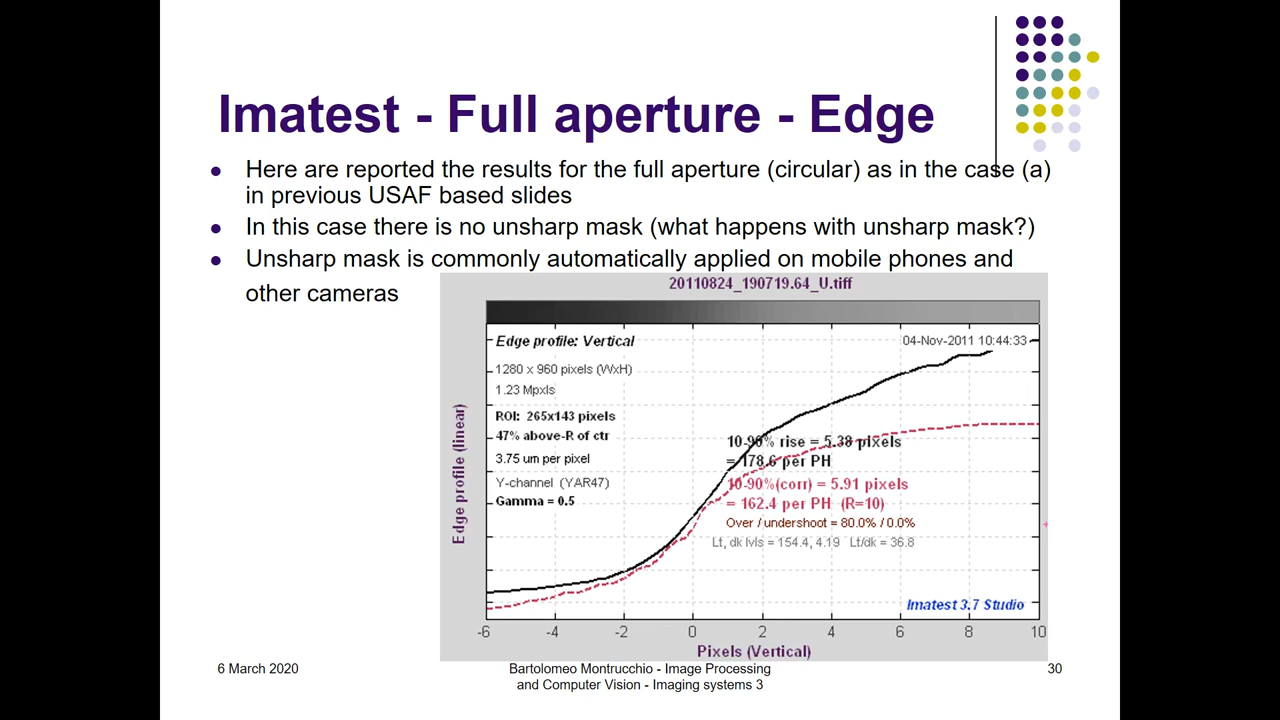 Imatest - Full aperture - Edge
Here are reported the results for the full aperture (circular) as in the case (a)
in previous USAF based slides
In this case there is no unsharp mask (what happens with unsharp mask?)
Unsharp mask is commonly automatically applied on mobile phones and
other cameras
20110824_190719.64_U.tiff
Edge profile: Vertical
04-Nov-2011 10:44:33
1280 x 960 pixels (WxH)
1.23 Mpxls
ROI: 265x143 pixels
47% above-R of ctr
3.75 um per pixel
Y-channel (YAR47)
Gamma = 0.5
10-90% rise = 5.38 pixels
= 178.6 per PH
10-90%(corr) = 5.91 pixels
= 162.4 per PH (R=10)
Over / undershoot = 80.0% / 0.0%
Lt, dk lvls = 154.4, 4.19 Lt/dk = 36.8
Imatest 3.7 Studio
Edge profile (linear)
-6 -4 -2 0 2 4 6 8 10
Pixels (Vertical)
6 March 2020
Bartolomeo Montrucchio - Image Processing
and Computer Vision - Imaging systems 3
30